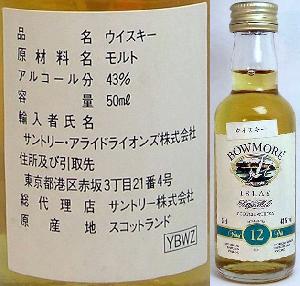 品名 ウイスキー
原材料名 モルト
アルコール分 43%
容量 50ml
輸入者氏名
サントリー・アライドライオンズ株式会社
住所及び引取先
東京都港区赤坂3丁目21番4号
総代理店 サントリー株式会社
原産地 スコットランド
YBWZ
ウイスキー
BOWMORE
ISLAY
12